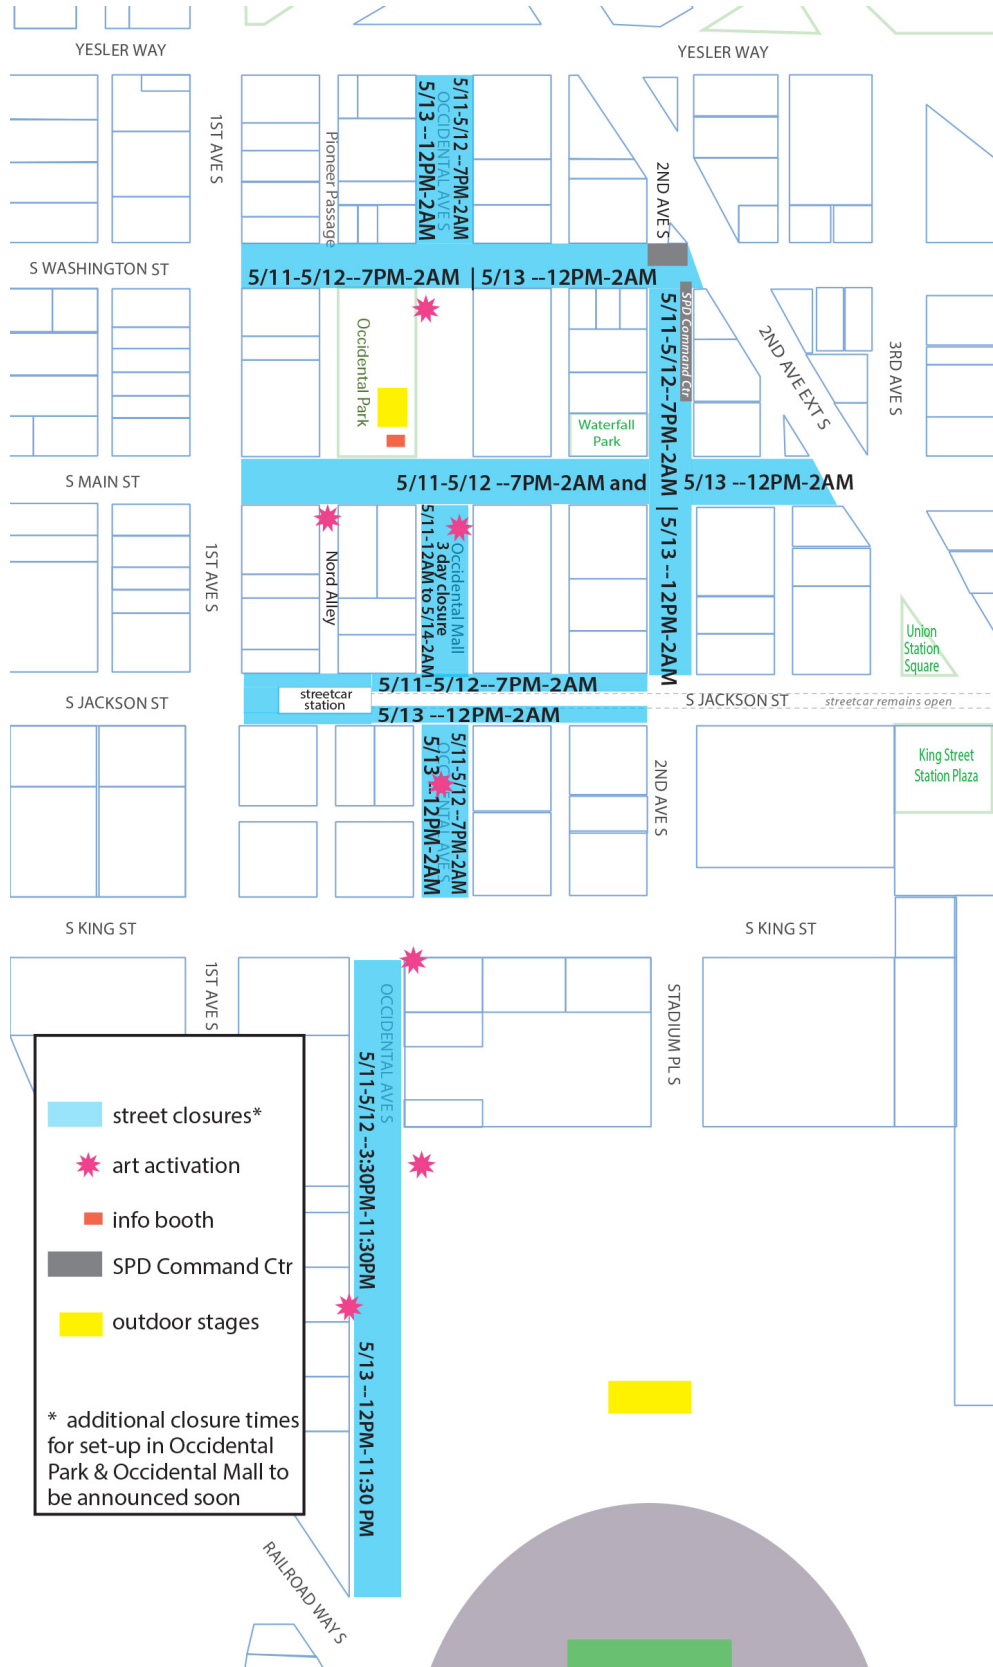 YESLER WAY
YESLER WAY
1ST AVE S
Pioneer Passage
5/13 --12PM-2AM
OCCIDENTAL AVE S
5/11-5/12 --7PM-2AM
2ND AVE S
S WASHINGTON ST
5/11-5/12--7PM-2AM | 5/13 --12PM-2AM
Occidental Park
SPD Command Ctr
5/11-5/12--7PM-2AM | 5/13 --12PM-2AM
2ND AVE EXT S
3RD AVE S
Waterfall
Park
S MAIN ST
5/11-5/12 --7PM-2AM and
5/13 --12PM-2AM
1ST AVE S
Nord Alley
5/11-12AM to 5/14-2AM
3 day closure
Occidental Mall
Union
Station
Square
5/11-5/12--7PM-2AM
S JACKSON ST
streetcar
station
S JACKSON ST
streetcar remains open
5/13 --12PM-2AM
5/13 --12PM-2AM
OCCIDENTAL AVE S
5/11-5/12 --7PM-2AM
2ND AVE S
King Street
Station Plaza
S KING ST
S KING ST
1ST AVE S
OCCIDENTAL AVE S
5/11-5/12 --3:30PM-11:30PM
5/13 --12PM-11:30 PM
STADIUM PL S
street closures*
art activation
info booth
SPD Command Ctr
outdoor stages
* additional closure times
for set-up in Occidental
Park & Occidental Mall to
be announced soon
RAILROAD WAY S